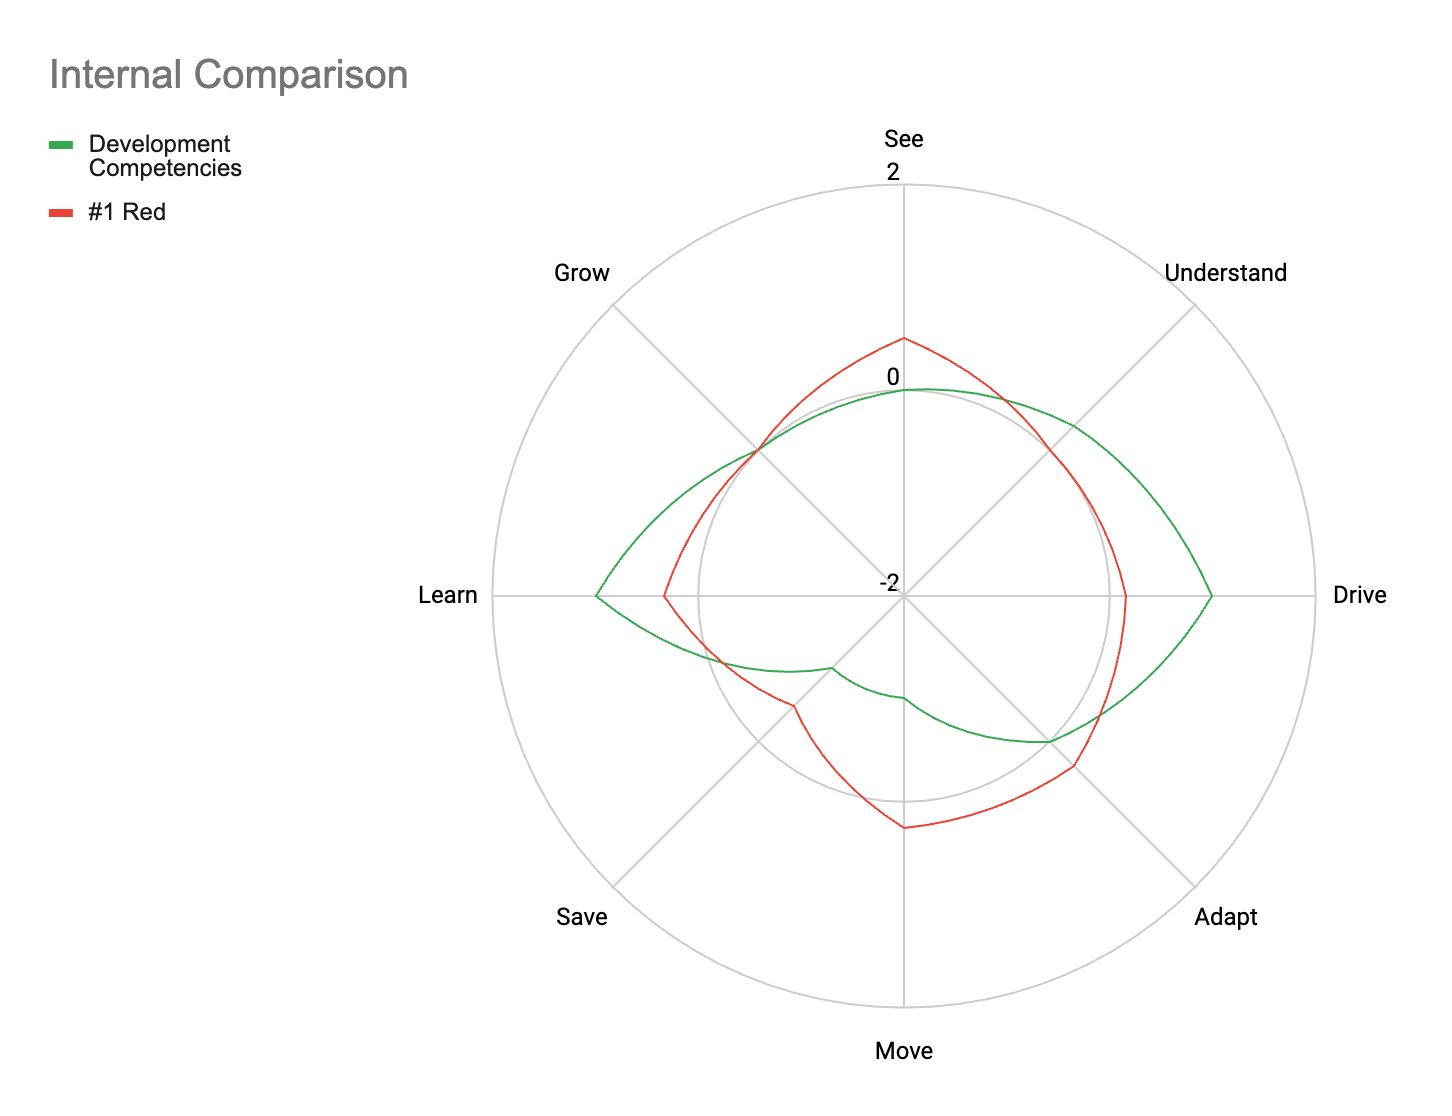 Internal Comparison
Development
Competencies
#1 Red
See
2
Grow
Understand
0
-2
Learn
Drive
Save
Adapt
Move